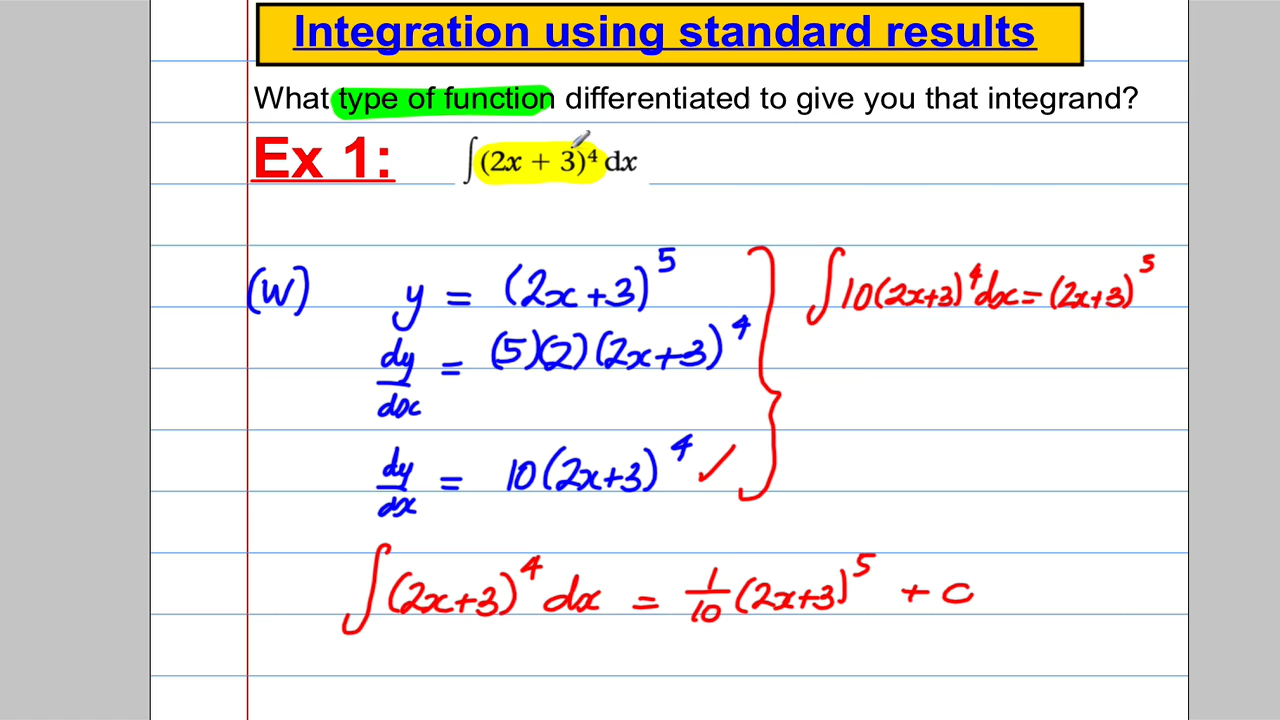 Integration using standard results
What type of function differentiated to give you that integrand?
Ex 1: ∫(2x + 3)⁴ dx
(W) y = (2x+3)⁵ ∫10(2x+3)⁴dx = (2x+3)⁵
dy/dx = (5)(2)(2x+3)⁴
dy/dx = 10(2x+3)⁴ ✓
∫(2x+3)⁴ dx = 1/10 (2x+3)⁵ + c